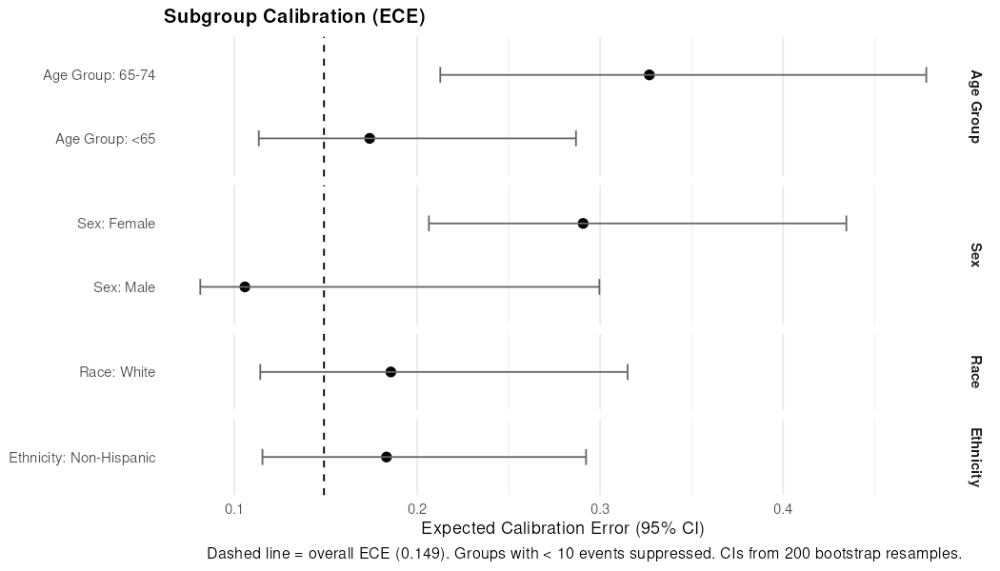 Subgroup Calibration (ECE)
Age Group: 65-74
Age Group: <65
Age Group
Sex: Female
Sex: Male
Sex
Race: White
Race
Ethnicity: Non-Hispanic
Ethnicity
0.1 0.2 0.3 0.4
Expected Calibration Error (95% CI)
Dashed line = overall ECE (0.149). Groups with < 10 events suppressed. CIs from 200 bootstrap resamples.